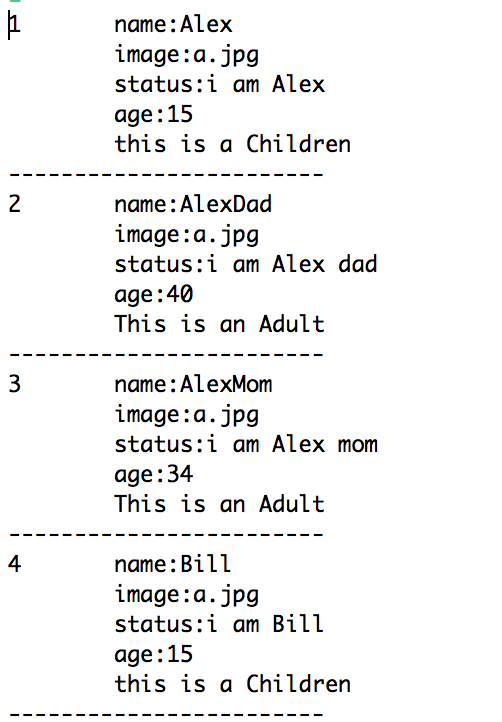 1 name:Alex
image:a.jpg
status:i am Alex
age:15
this is a Children
------------------------
2 name:AlexDad
image:a.jpg
status:i am Alex dad
age:40
This is an Adult
------------------------
3 name:AlexMom
image:a.jpg
status:i am Alex mom
age:34
This is an Adult
------------------------
4 name:Bill
image:a.jpg
status:i am Bill
age:15
this is a Children
------------------------